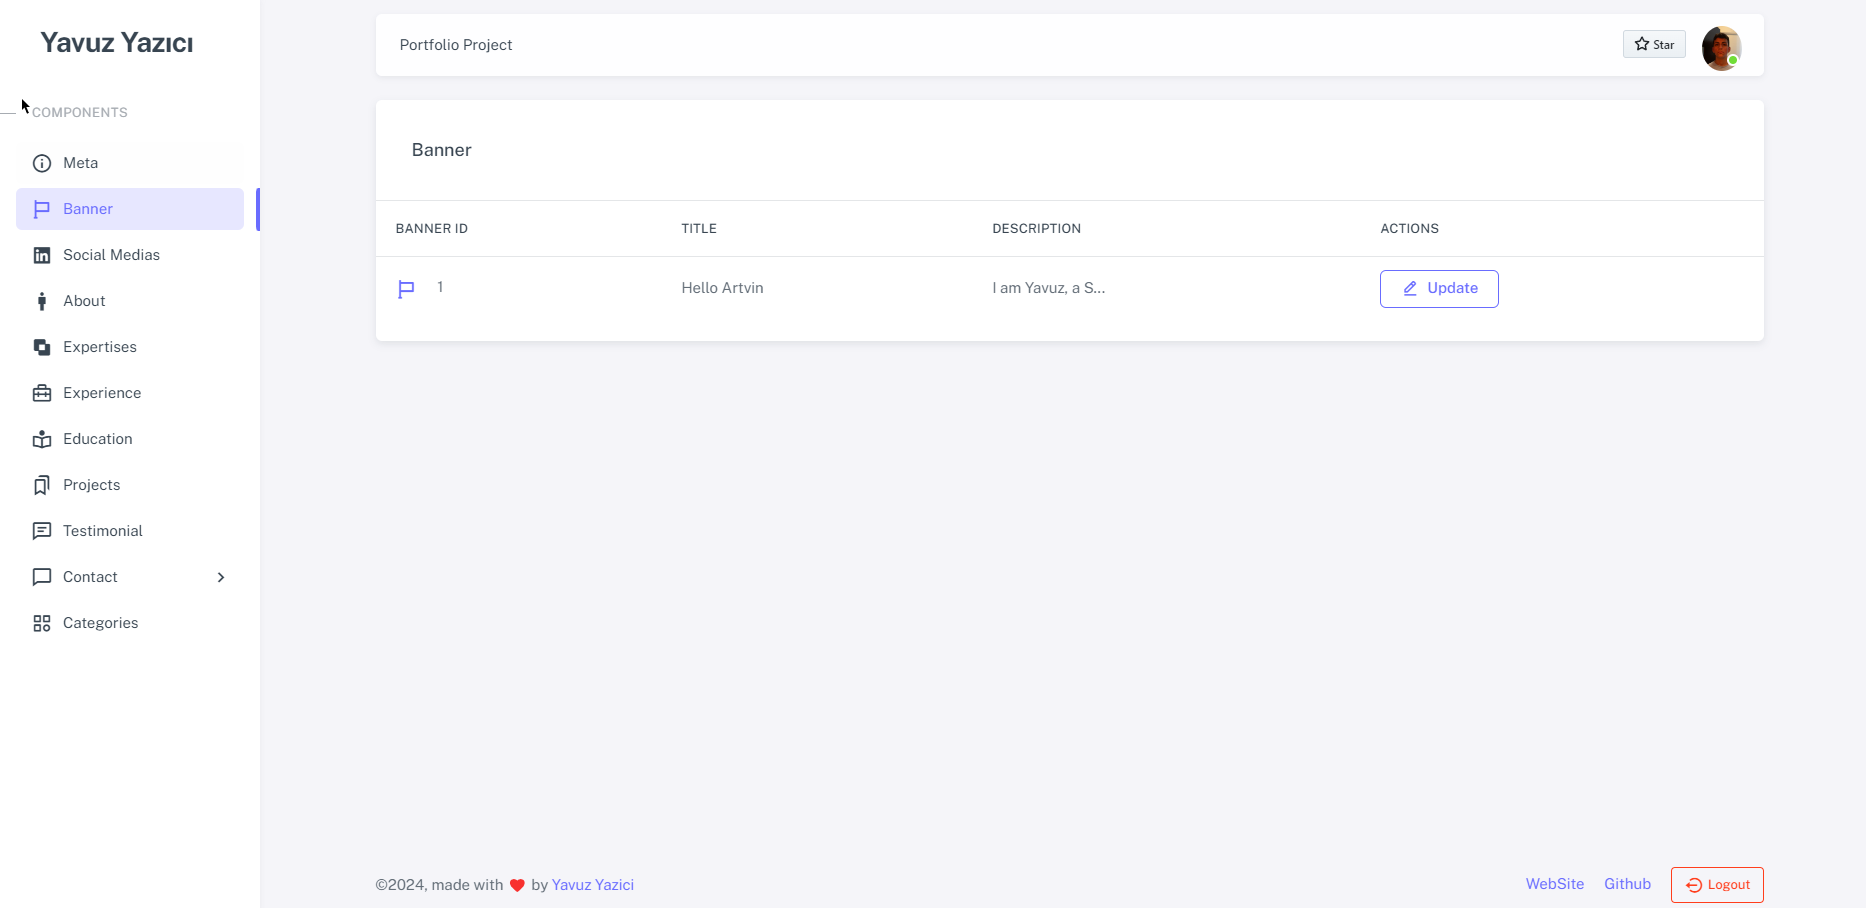 Yavuz Yazıcı
COMPONENTS
Meta
Banner
Social Medias
About
Expertises
Experience
Education
Projects
Testimonial
Contact
Categories
Portfolio Project
Star
Banner
BANNER ID TITLE DESCRIPTION ACTIONS
1 Hello Artvin I am Yavuz, a S... Update
©2024, made with by Yavuz Yazici
WebSite Github Logout